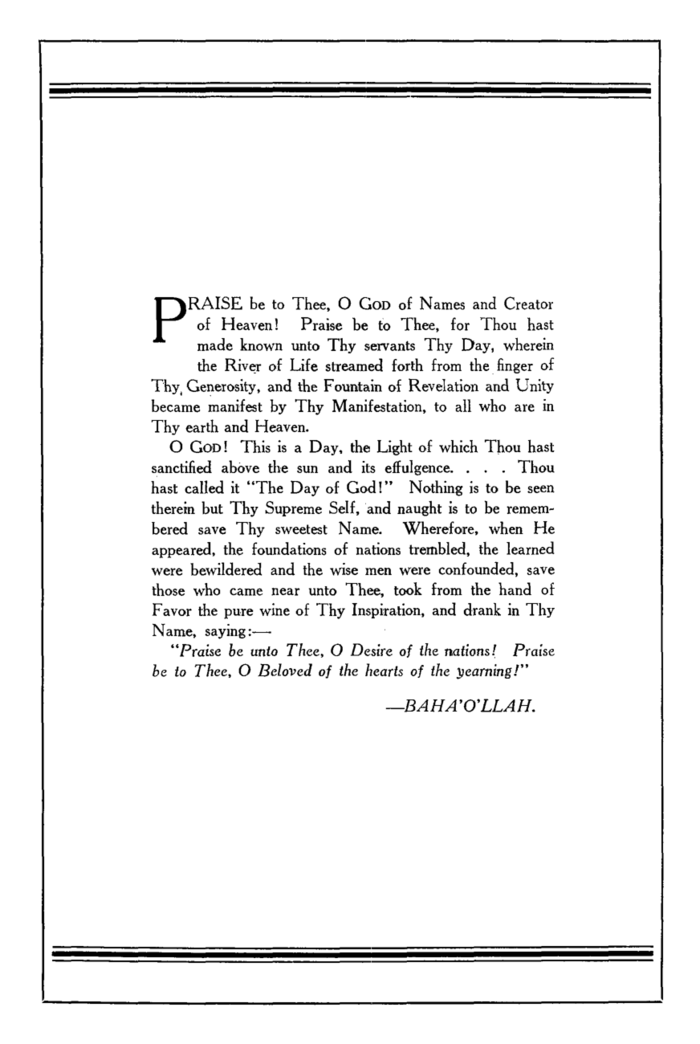 PRAISE be to Thee, O GOD of Names and Creator
of Heaven! Praise be to Thee, for Thou hast
made known unto Thy servants Thy Day, wherein
the River of Life streamed forth from the finger of
Thy Generosity, and the Fountain of Revelation and Unity
became manifest by Thy Manifestation, to all who are in
Thy earth and Heaven.
O GOD! This is a Day, the Light of which Thou hast
sanctified above the sun and its effulgence. . . . Thou
hast called it "The Day of God!" Nothing is to be seen
therein but Thy Supreme Self, and naught is to be remem-
bered save Thy sweetest Name. Wherefore, when He
appeared, the foundations of nations trembled, the learned
were bewildered and the wise men were confounded, save
those who came near unto Thee, took from the hand of
Favor the pure wine of Thy Inspiration, and drank in Thy
Name, saying:—
"Praise be unto Thee, O Desire of the nations! Praise
be to Thee, O Beloved of the hearts of the yearning!"
—BAHA'O'LLAH.